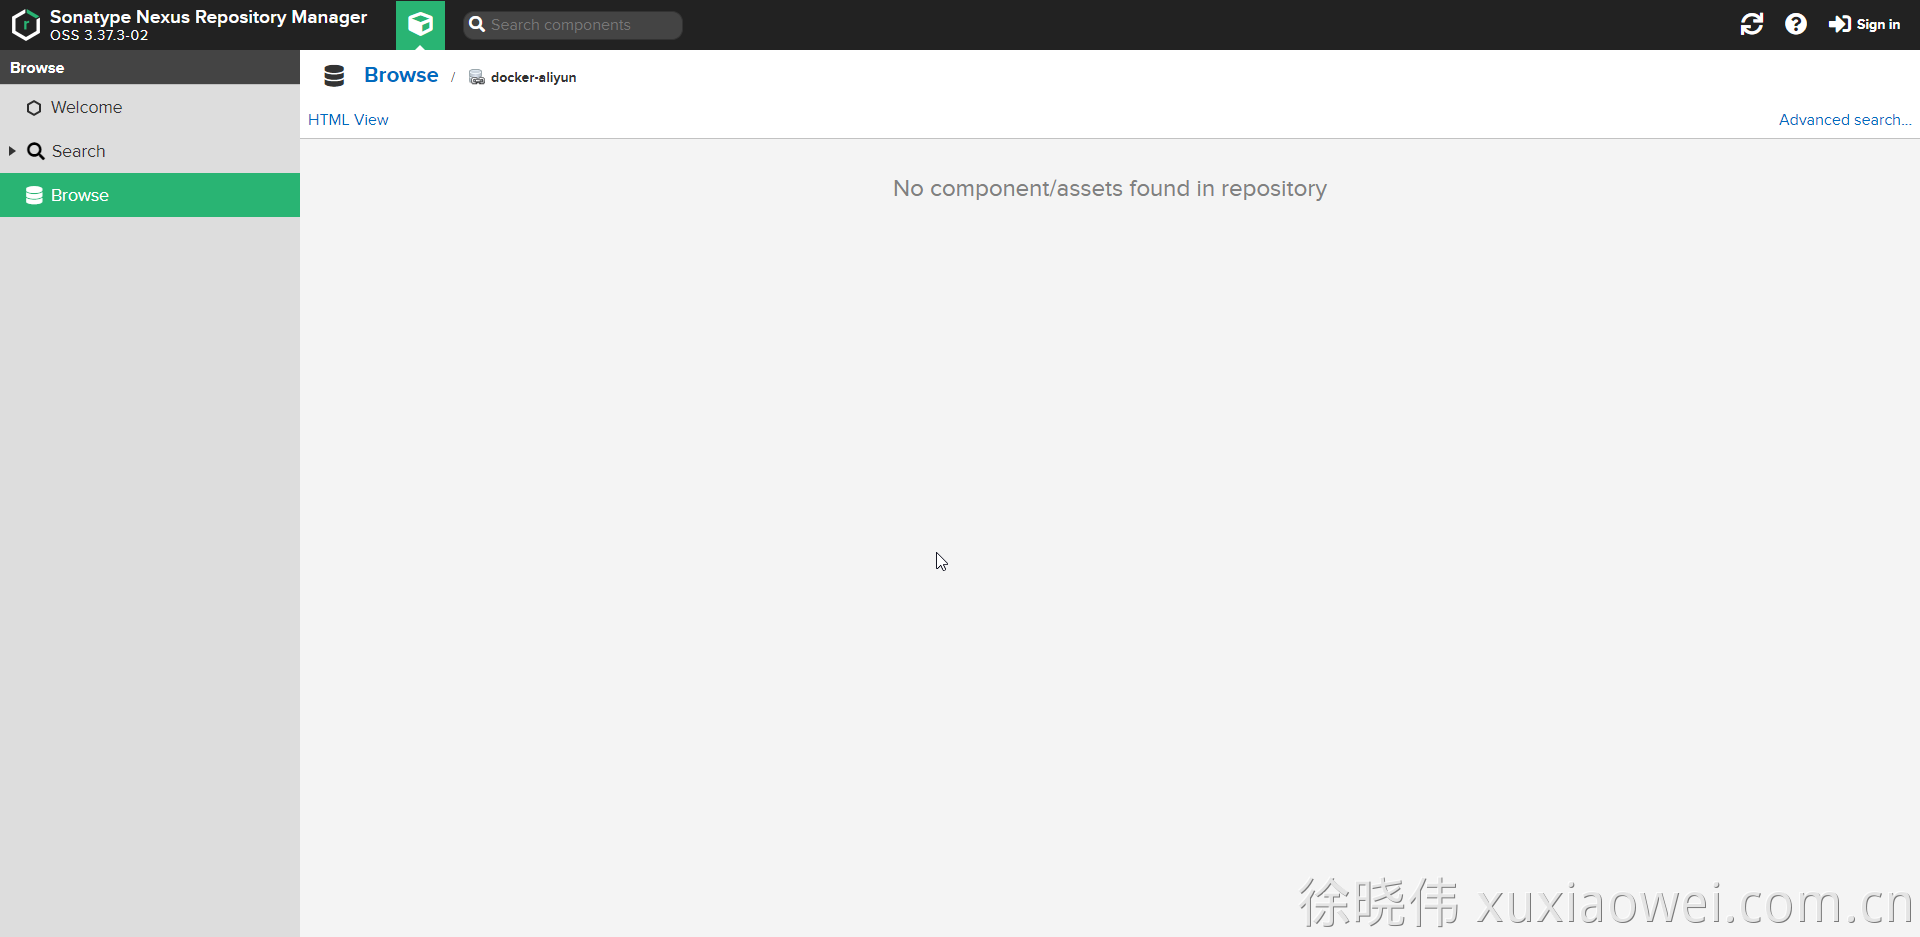 Sonatype Nexus Repository Manager
OSS 3.37.3-02
Search components
Sign in
Browse
Welcome
Search
Browse
Browse / docker-aliyun
HTML View
Advanced search...
No component/assets found in repository
徐晓伟 xuxiaowei.com.cn